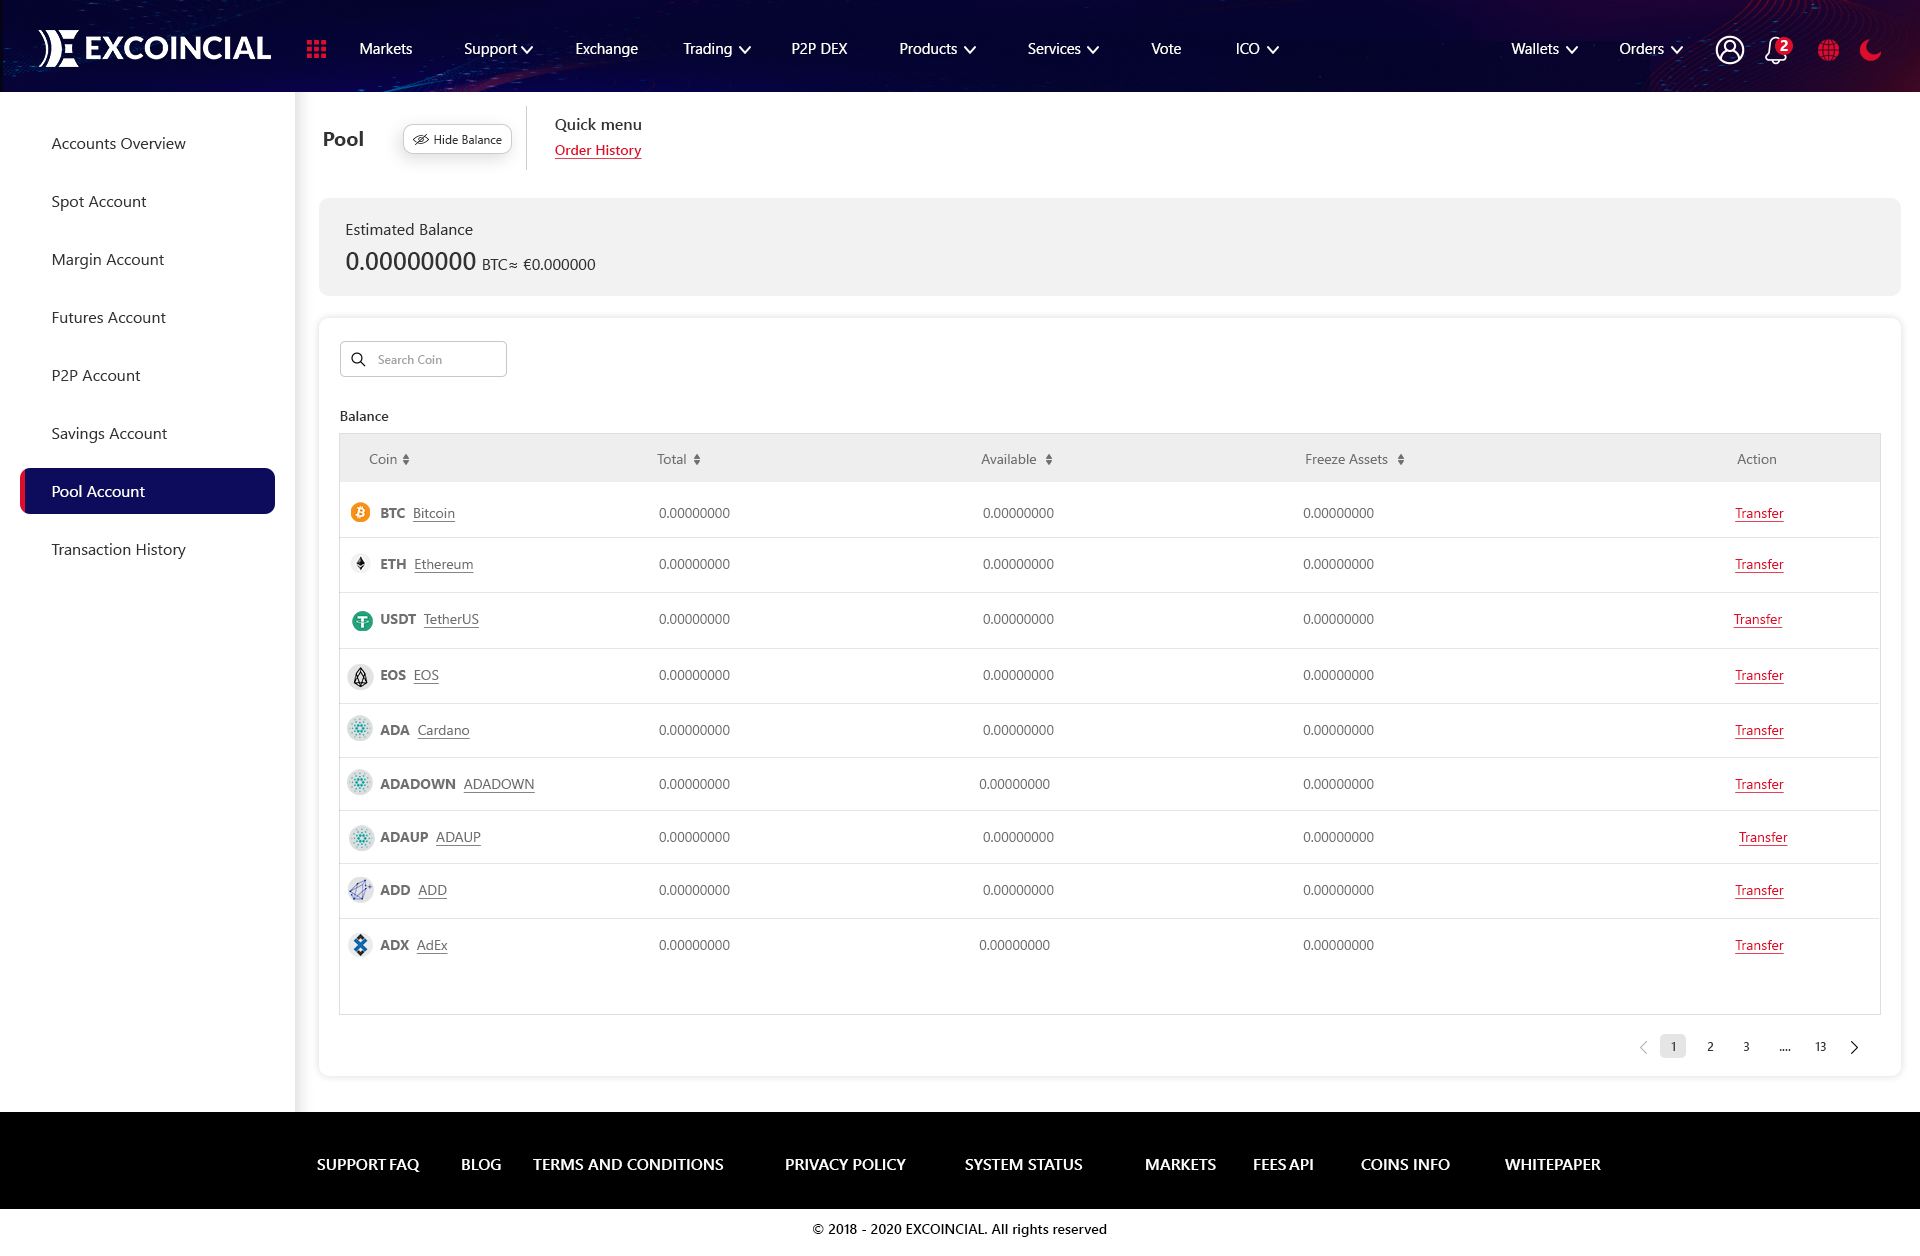 EXCOINCIAL Markets Support Exchange Trading P2P DEX Products Services Vote ICO Wallets Orders 2
Accounts Overview
Spot Account
Margin Account
Futures Account
P2P Account
Savings Account
Pool Account
Transaction History
Pool Hide Balance
Quick menu
Order History
Estimated Balance
0.00000000 BTC≈ €0.000000
Search Coin
Balance
Coin Total Available Freeze Assets Action
BTC Bitcoin 0.00000000 0.00000000 0.00000000 Transfer
ETH Ethereum 0.00000000 0.00000000 0.00000000 Transfer
USDT TetherUS 0.00000000 0.00000000 0.00000000 Transfer
EOS EOS 0.00000000 0.00000000 0.00000000 Transfer
ADA Cardano 0.00000000 0.00000000 0.00000000 Transfer
ADADOWN ADADOWN 0.00000000 0.00000000 0.00000000 Transfer
ADAUP ADAUP 0.00000000 0.00000000 0.00000000 Transfer
ADD ADD 0.00000000 0.00000000 0.00000000 Transfer
ADX AdEx 0.00000000 0.00000000 0.00000000 Transfer
1 2 3 .... 13
SUPPORT FAQ BLOG TERMS AND CONDITIONS PRIVACY POLICY SYSTEM STATUS MARKETS FEES API COINS INFO WHITEPAPER
© 2018 - 2020 EXCOINCIAL. All rights reserved